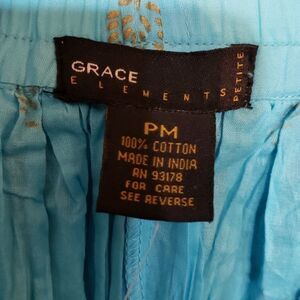 GRACE
ELEMENTS
PETITE
PM
100% COTTON
MADE IN INDIA
RN 93178
FOR CARE
SEE REVERSE